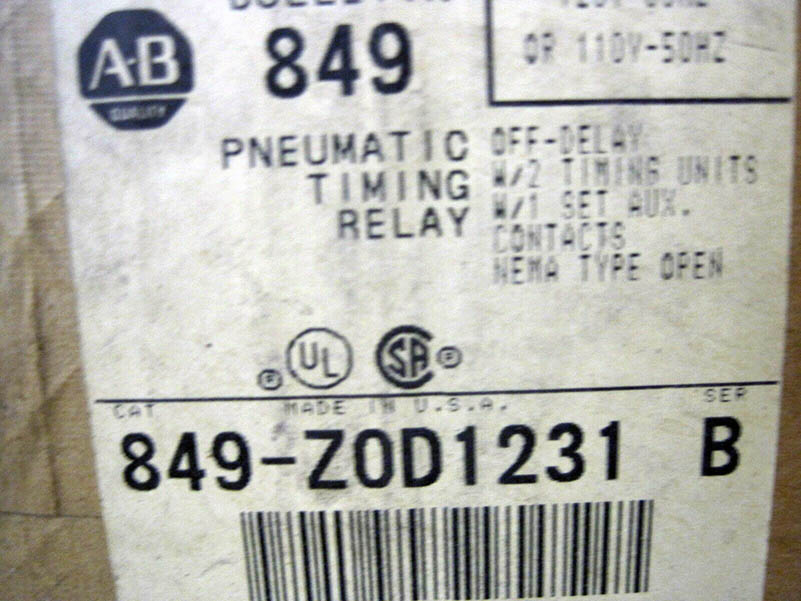 A-B
QUALITY
849
OR 110V-50HZ
PNEUMATIC
TIMING
RELAY
OFF-DELAY
W/2 TIMING UNITS
W/1 SET AUX.
CONTACTS
NEMA TYPE OPEN
® UL SA ®
CAT MADE IN U.S.A. SER
849-ZOD1231 B